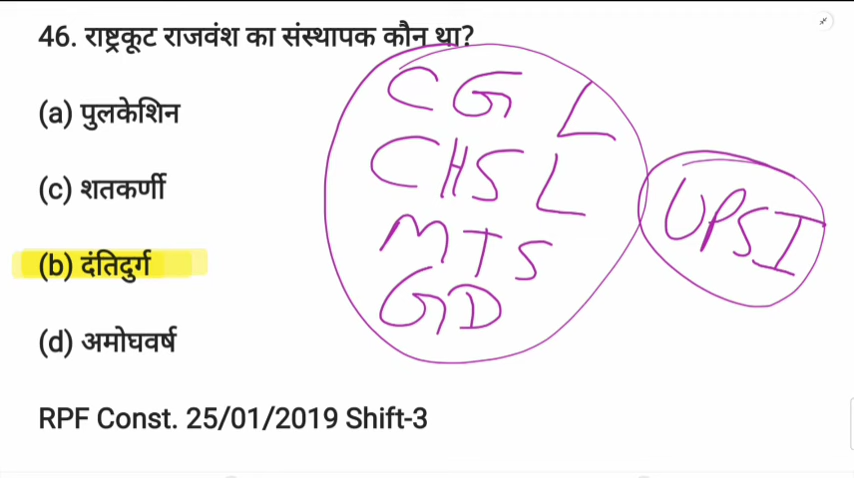 46. राष्ट्रकूट राजवंश का संस्थापक कौन था?
(a) पुलकेशिन
(c) शतकर्णी
(b) दंतिदुर्ग
(d) अमोघवर्ष
RPF Const. 25/01/2019 Shift-3
CGL
CHSL
MTS
GD
UPSI